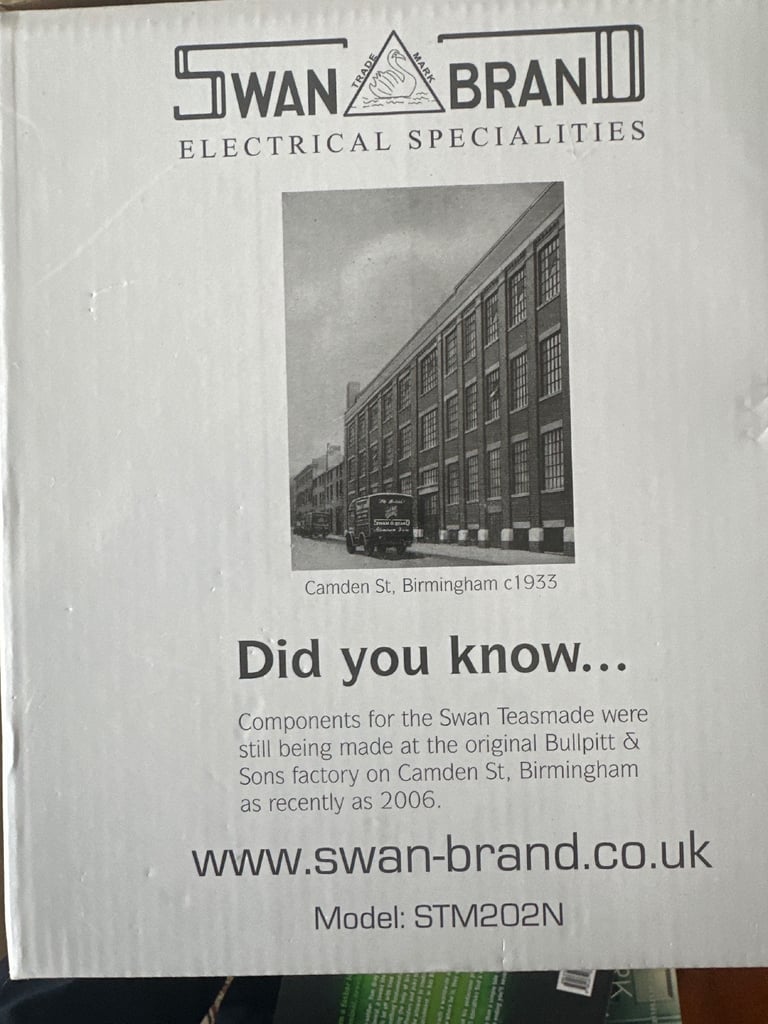 SWAN BRAND
TRADE MARK
ELECTRICAL SPECIALITIES
SWAN BRAND
Camden St, Birmingham c1933
Did you know...
Components for the Swan Teasmade were
still being made at the original Bullpitt &
Sons factory on Camden St, Birmingham
as recently as 2006.
www.swan-brand.co.uk
Model: STM202N